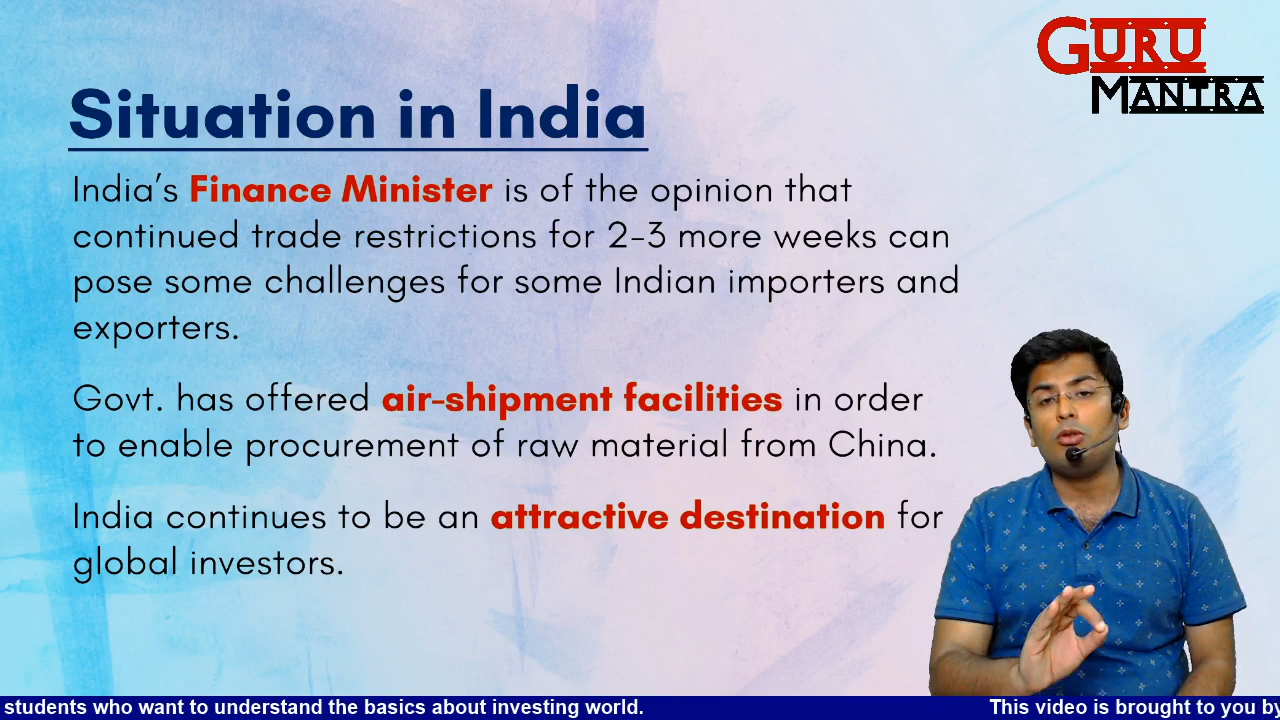 GURU
MANTRA
Situation in India
India's Finance Minister is of the opinion that
continued trade restrictions for 2-3 more weeks can
pose some challenges for some Indian importers and
exporters.
Govt. has offered air-shipment facilities in order
to enable procurement of raw material from China.
India continues to be an attractive destination for
global investors.
students who want to understand the basics about investing world. This video is brought to you by